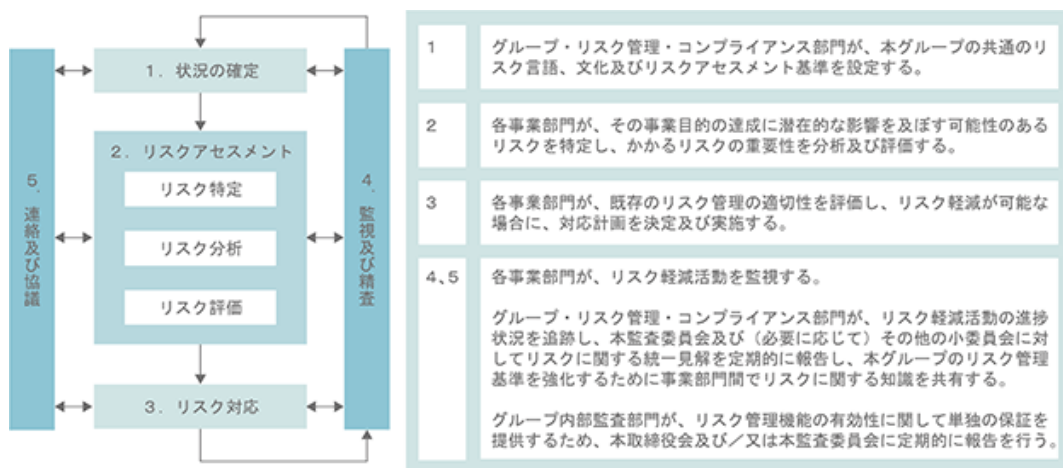 1．状況の確定
2．リスクアセスメント
リスク特定
リスク分析
リスク評価
3．リスク対応
5．連絡及び協議
4．監視及び精査
1
グループ・リスク管理・コンプライアンス部門が、本グループの共通のリ
スク言語、文化及びリスクアセスメント基準を設定する。
2
各事業部門が、その事業目的の達成に潜在的な影響を及ぼす可能性のある
リスクを特定し、かかるリスクの重要性を分析及び評価する。
3
各事業部門が、既存のリスク管理の適切性を評価し、リスク軽減が可能な
場合に、対応計画を決定及び実施する。
4、5
各事業部門が、リスク軽減活動を監視する。
グループ・リスク管理・コンプライアンス部門が、リスク軽減活動の進捗
状況を追跡し、本監査委員会及び（必要に応じて）その他の小委員会に対
してリスクに関する統一見解を定期的に報告し、本グループのリスク管理
基準を強化するために事業部門間でリスクに関する知識を共有する。
グループ内部監査部門が、リスク管理機能の有効性に関して単独の保証を
提供するため、本取締役会及び／又は本監査委員会に定期的に報告を行う。